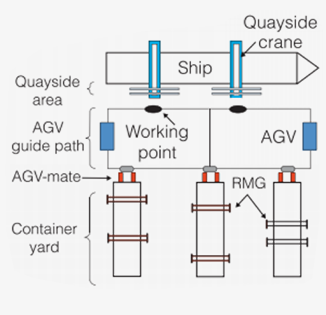 Quayside
crane
Ship
Quayside
area
AGV
guide path
Working
point
AGV
AGV-mate
RMG
Container
yard